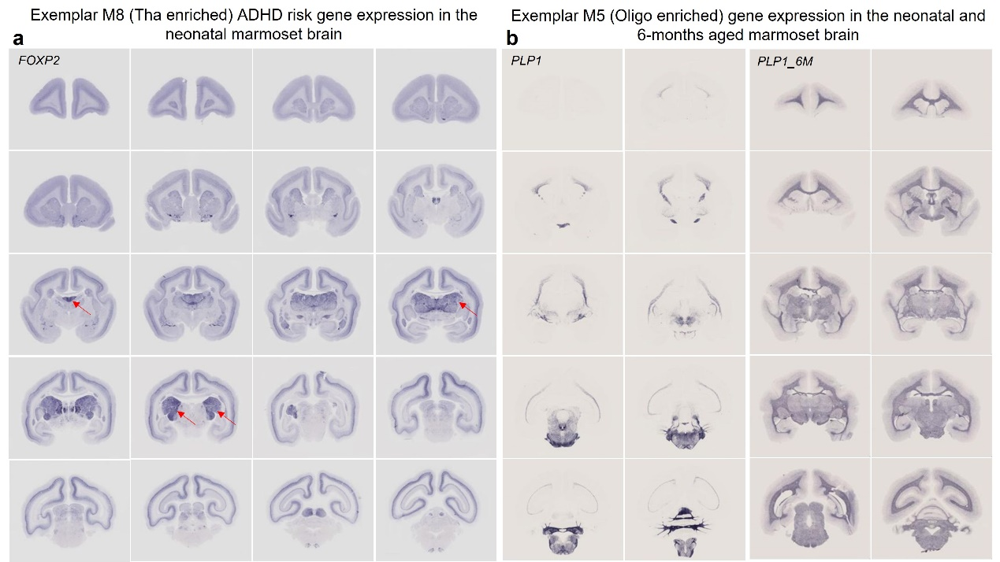 Exemplar M8 (Tha enriched) ADHD risk gene expression in the
neonatal marmoset brain
a
FOXP2
Exemplar M5 (Oligo enriched) gene expression in the neonatal and
6-months aged marmoset brain
b
PLP1
PLP1_6M